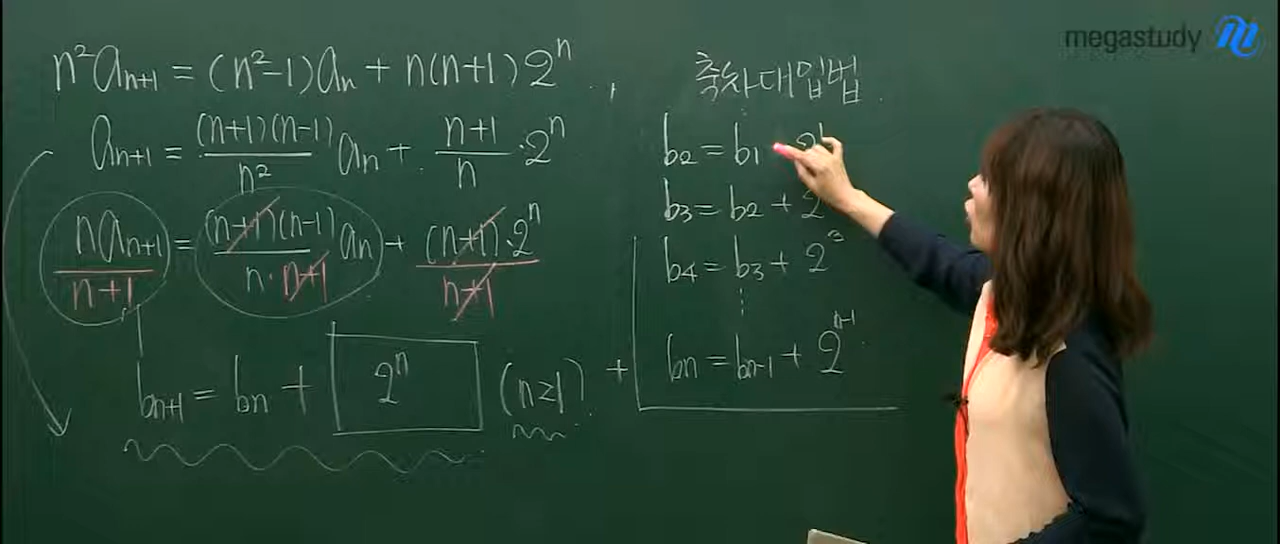 megastudy
n²aₙ₊₁ = (n²-1)aₙ + n(n+1)2ⁿ ,
aₙ₊₁ = (n+1)(n-1)/n² aₙ + n+1/n · 2ⁿ
naₙ₊₁/n+1 = (n+1)(n-1)/n·n+1 aₙ + (n+1)·2ⁿ/n+1
bₙ₊₁ = bₙ + 2ⁿ (n≥1).
축차대입법
b₂ = b₁
b₃ = b₂ + 2
b₄ = b₃ + 2³
⋮
+ bₙ = bₙ₋₁ + 2ⁿ⁻¹